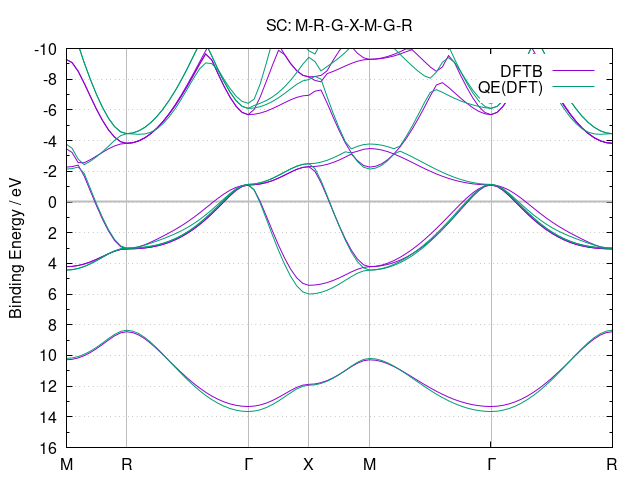 SC: M-R-G-X-M-G-R
-10
-8
-6
-4
-2
0
2
4
6
8
10
12
14
16
Binding Energy / eV
DFTB
QE(DFT)
M R Γ X M Γ R